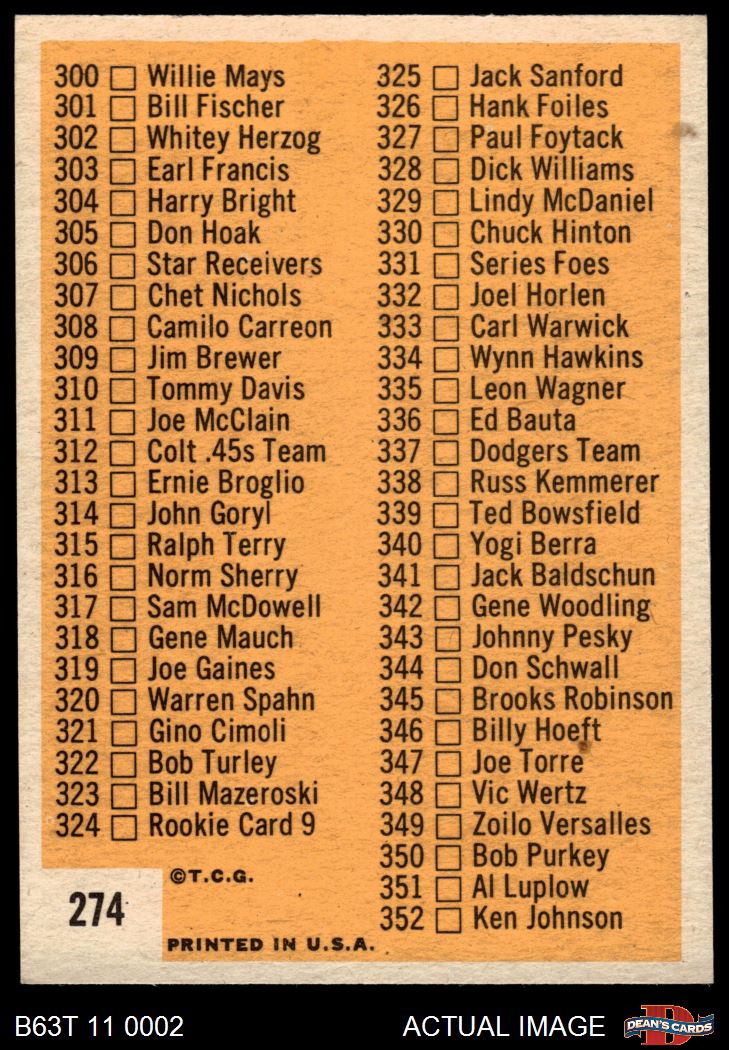 300 Willie Mays
301 Bill Fischer
302 Whitey Herzog
303 Earl Francis
304 Harry Bright
305 Don Hoak
306 Star Receivers
307 Chet Nichols
308 Camilo Carreon
309 Jim Brewer
310 Tommy Davis
311 Joe McClain
312 Colt .45s Team
313 Ernie Broglio
314 John Goryl
315 Ralph Terry
316 Norm Sherry
317 Sam McDowell
318 Gene Mauch
319 Joe Gaines
320 Warren Spahn
321 Gino Cimoli
322 Bob Turley
323 Bill Mazeroski
324 Rookie Card 9
325 Jack Sanford
326 Hank Foiles
327 Paul Foytack
328 Dick Williams
329 Lindy McDaniel
330 Chuck Hinton
331 Series Foes
332 Joel Horlen
333 Carl Warwick
334 Wynn Hawkins
335 Leon Wagner
336 Ed Bauta
337 Dodgers Team
338 Russ Kemmerer
339 Ted Bowsfield
340 Yogi Berra
341 Jack Baldschun
342 Gene Woodling
343 Johnny Pesky
344 Don Schwall
345 Brooks Robinson
346 Billy Hoeft
347 Joe Torre
348 Vic Wertz
349 Zoilo Versalles
350 Bob Purkey
351 Al Luplow
352 Ken Johnson
©T.C.G.
274
PRINTED IN U.S.A.
B63T 11 0002
ACTUAL IMAGE
D
DEAN'S CARDS